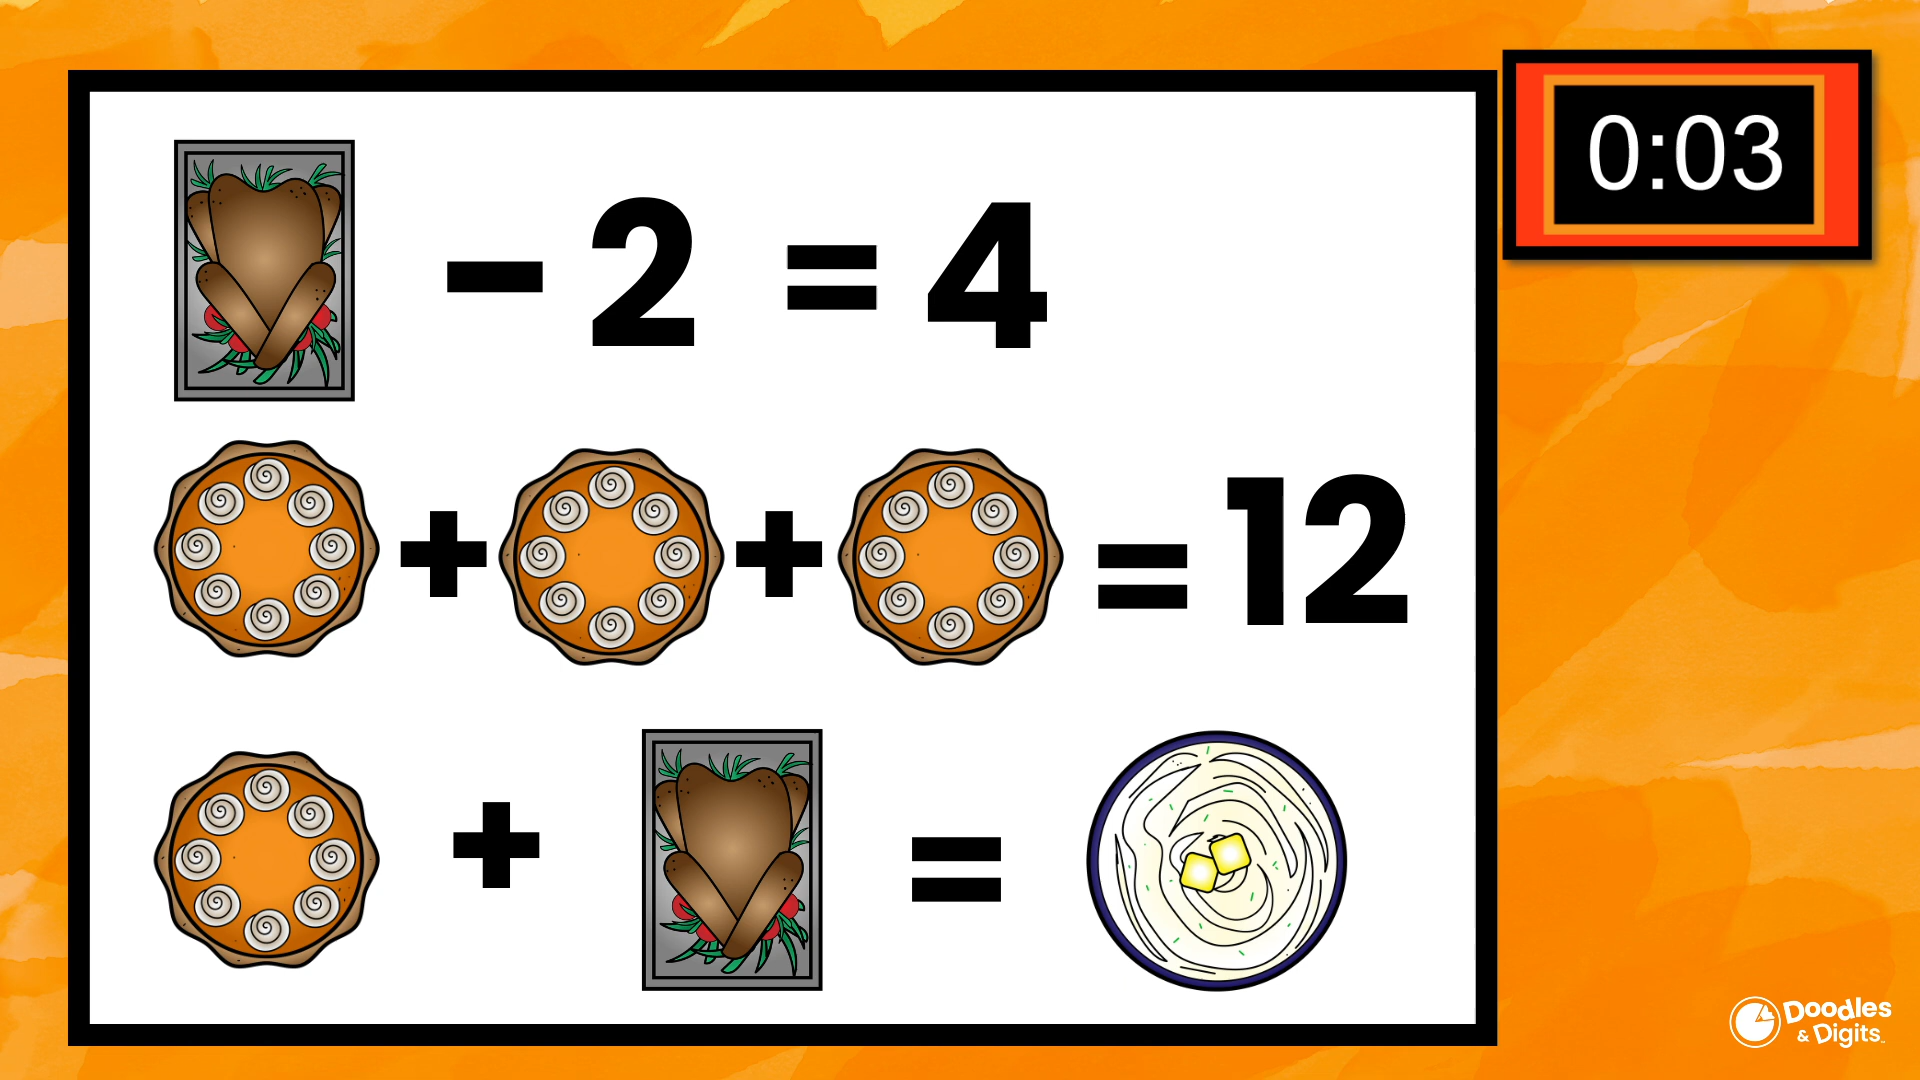 0:03
- 2 = 4
+ + = 12
+ =
Doodles
& Digits